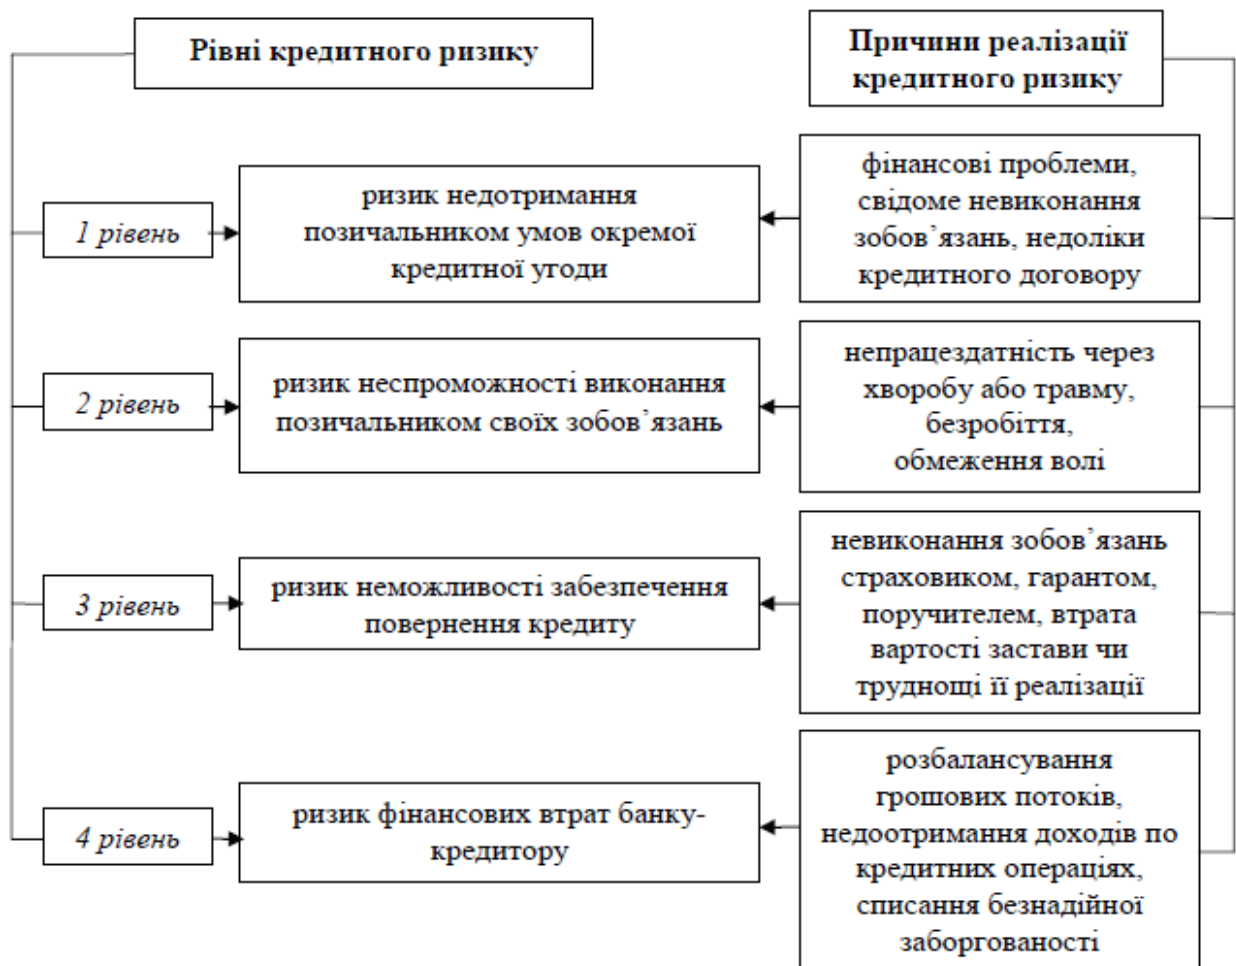 Рівні кредитного ризику
Причини реалізації
кредитного ризику
1 рівень
ризик недотримання
позичальником умов окремої
кредитної угоди
фінансові проблеми,
свідоме невиконання
зобов’язань, недоліки
кредитного договору
2 рівень
ризик неспроможності виконання
позичальником своїх зобов’язань
непрацездатність через
хворобу або травму,
безробіття,
обмеження волі
3 рівень
ризик неможливості забезпечення
повернення кредиту
невиконання зобов’язань
страховиком, гарантом,
поручителем, втрата
вартості застави чи
труднощі її реалізації
4 рівень
ризик фінансових втрат банку-
кредитору
розбалансування
грошових потоків,
недоотримання доходів по
кредитних операціях,
списання безнадійної
заборгованості